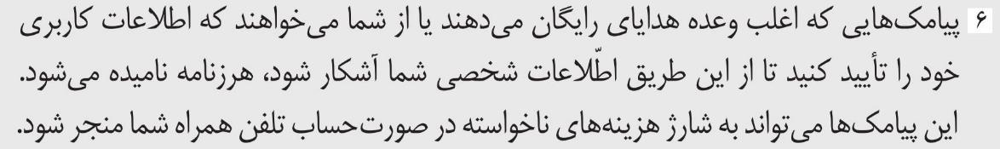 ۶ پیامک‌هایی که اغلب وعده هدایای رایگان می‌دهند یا از شما می‌خواهند که اطلاعات کاربری
خود را تأیید کنید تا از این طریق اطّلاعات شخصی شما آشکار شود، هرزنامه نامیده می‌شود.
این پیامک‌ها می‌تواند به شارژ هزینه‌های ناخواسته در صورت‌حساب تلفن همراه شما منجر شود.